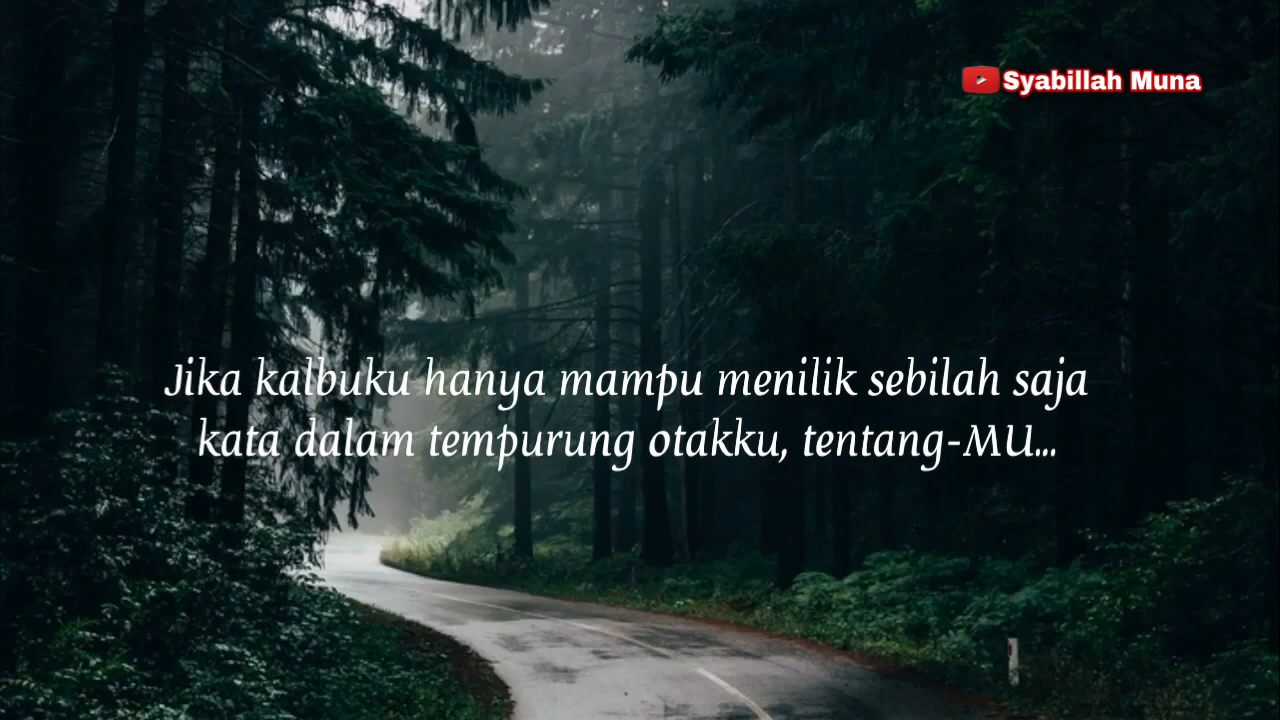 Syabillah Muna
Jika kalbuku hanya mampu menilik sebilah saja
kata dalam tempurung otakku, tentang-MU...